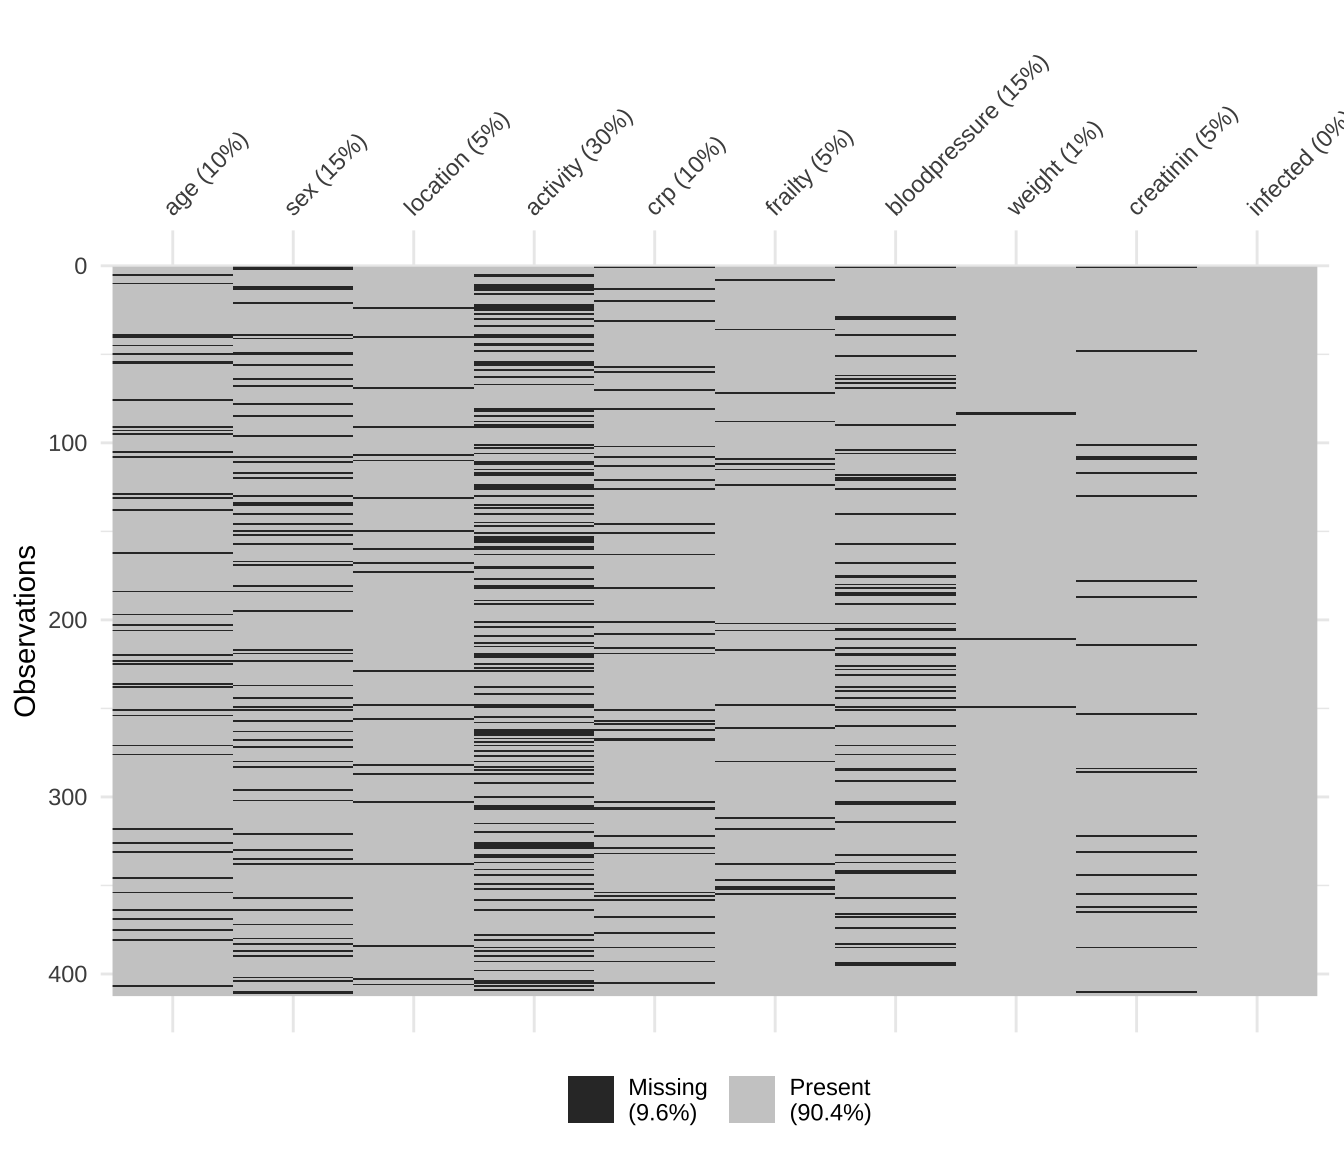 age (10%)
sex (15%)
location (5%)
activity (30%)
crp (10%)
frailty (5%)
bloodpressure (15%)
weight (1%)
creatinin (5%)
infected (0%
0
100
200
300
400
Observations
Missing
(9.6%)
Present
(90.4%)